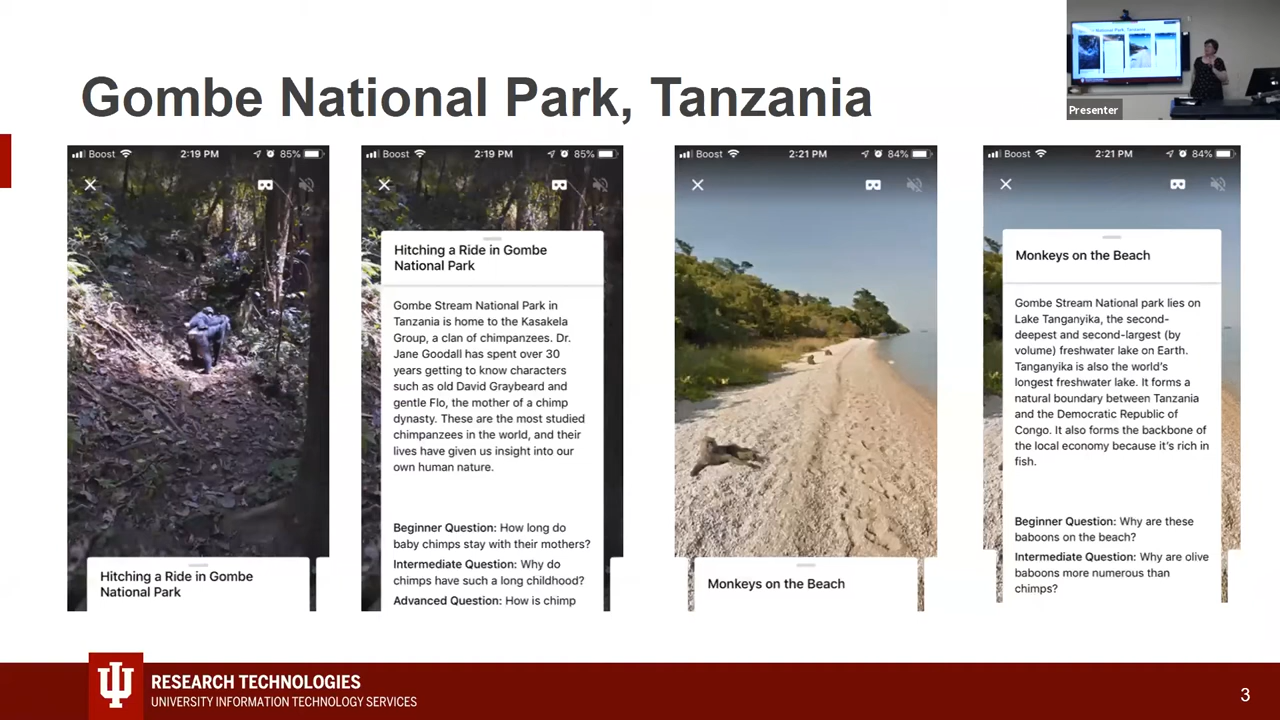 Gombe National Park, Tanzania
Presenter
Boost 2:19 PM 85%
Hitching a Ride in Gombe
National Park
Boost 2:19 PM 85%
Hitching a Ride in Gombe
National Park
Gombe Stream National Park in
Tanzania is home to the Kasakela
Group, a clan of chimpanzees. Dr.
Jane Goodall has spent over 30
years getting to know characters
such as old David Graybeard and
gentle Flo, the mother of a chimp
dynasty. These are the most studied
chimpanzees in the world, and their
lives have given us insight into our
own human nature.
Beginner Question: How long do
baby chimps stay with their mothers?
Intermediate Question: Why do
chimps have such a long childhood?
Advanced Question: How is chimp
Boost 2:21 PM 84%
Monkeys on the Beach
Boost 2:21 PM 84%
Monkeys on the Beach
Gombe Stream National park lies on
Lake Tanganyika, the second-
deepest and second-largest (by
volume) freshwater lake on Earth.
Tanganyika is also the world's
longest freshwater lake. It forms a
natural boundary between Tanzania
and the Democratic Republic of
Congo. It also forms the backbone of
the local economy because it's rich in
fish.
Beginner Question: Why are these
baboons on the beach?
Intermediate Question: Why are olive
baboons more numerous than
chimps?
RESEARCH TECHNOLOGIES
UNIVERSITY INFORMATION TECHNOLOGY SERVICES
3